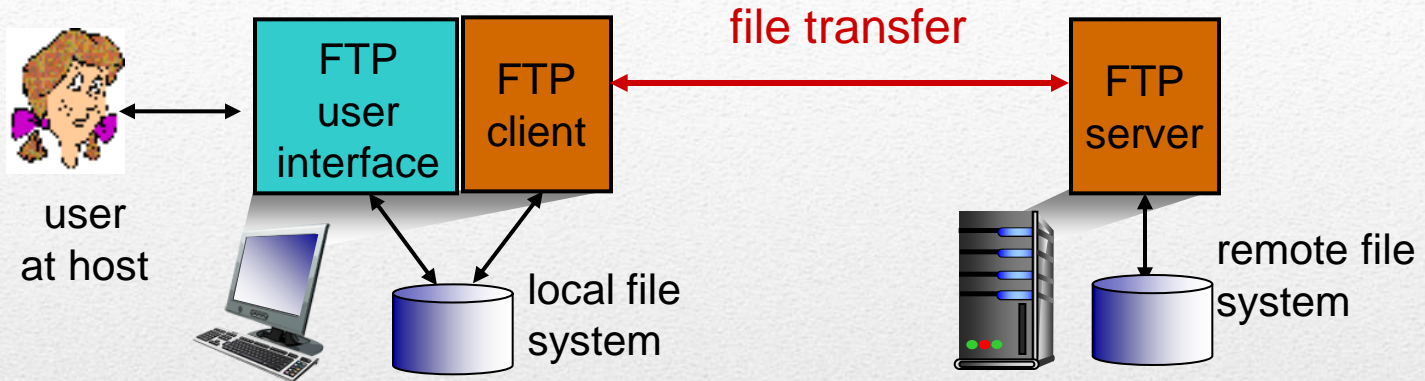 file transfer
FTP
user
interface
FTP
client
FTP
server
user
at host
local file
system
remote file
system